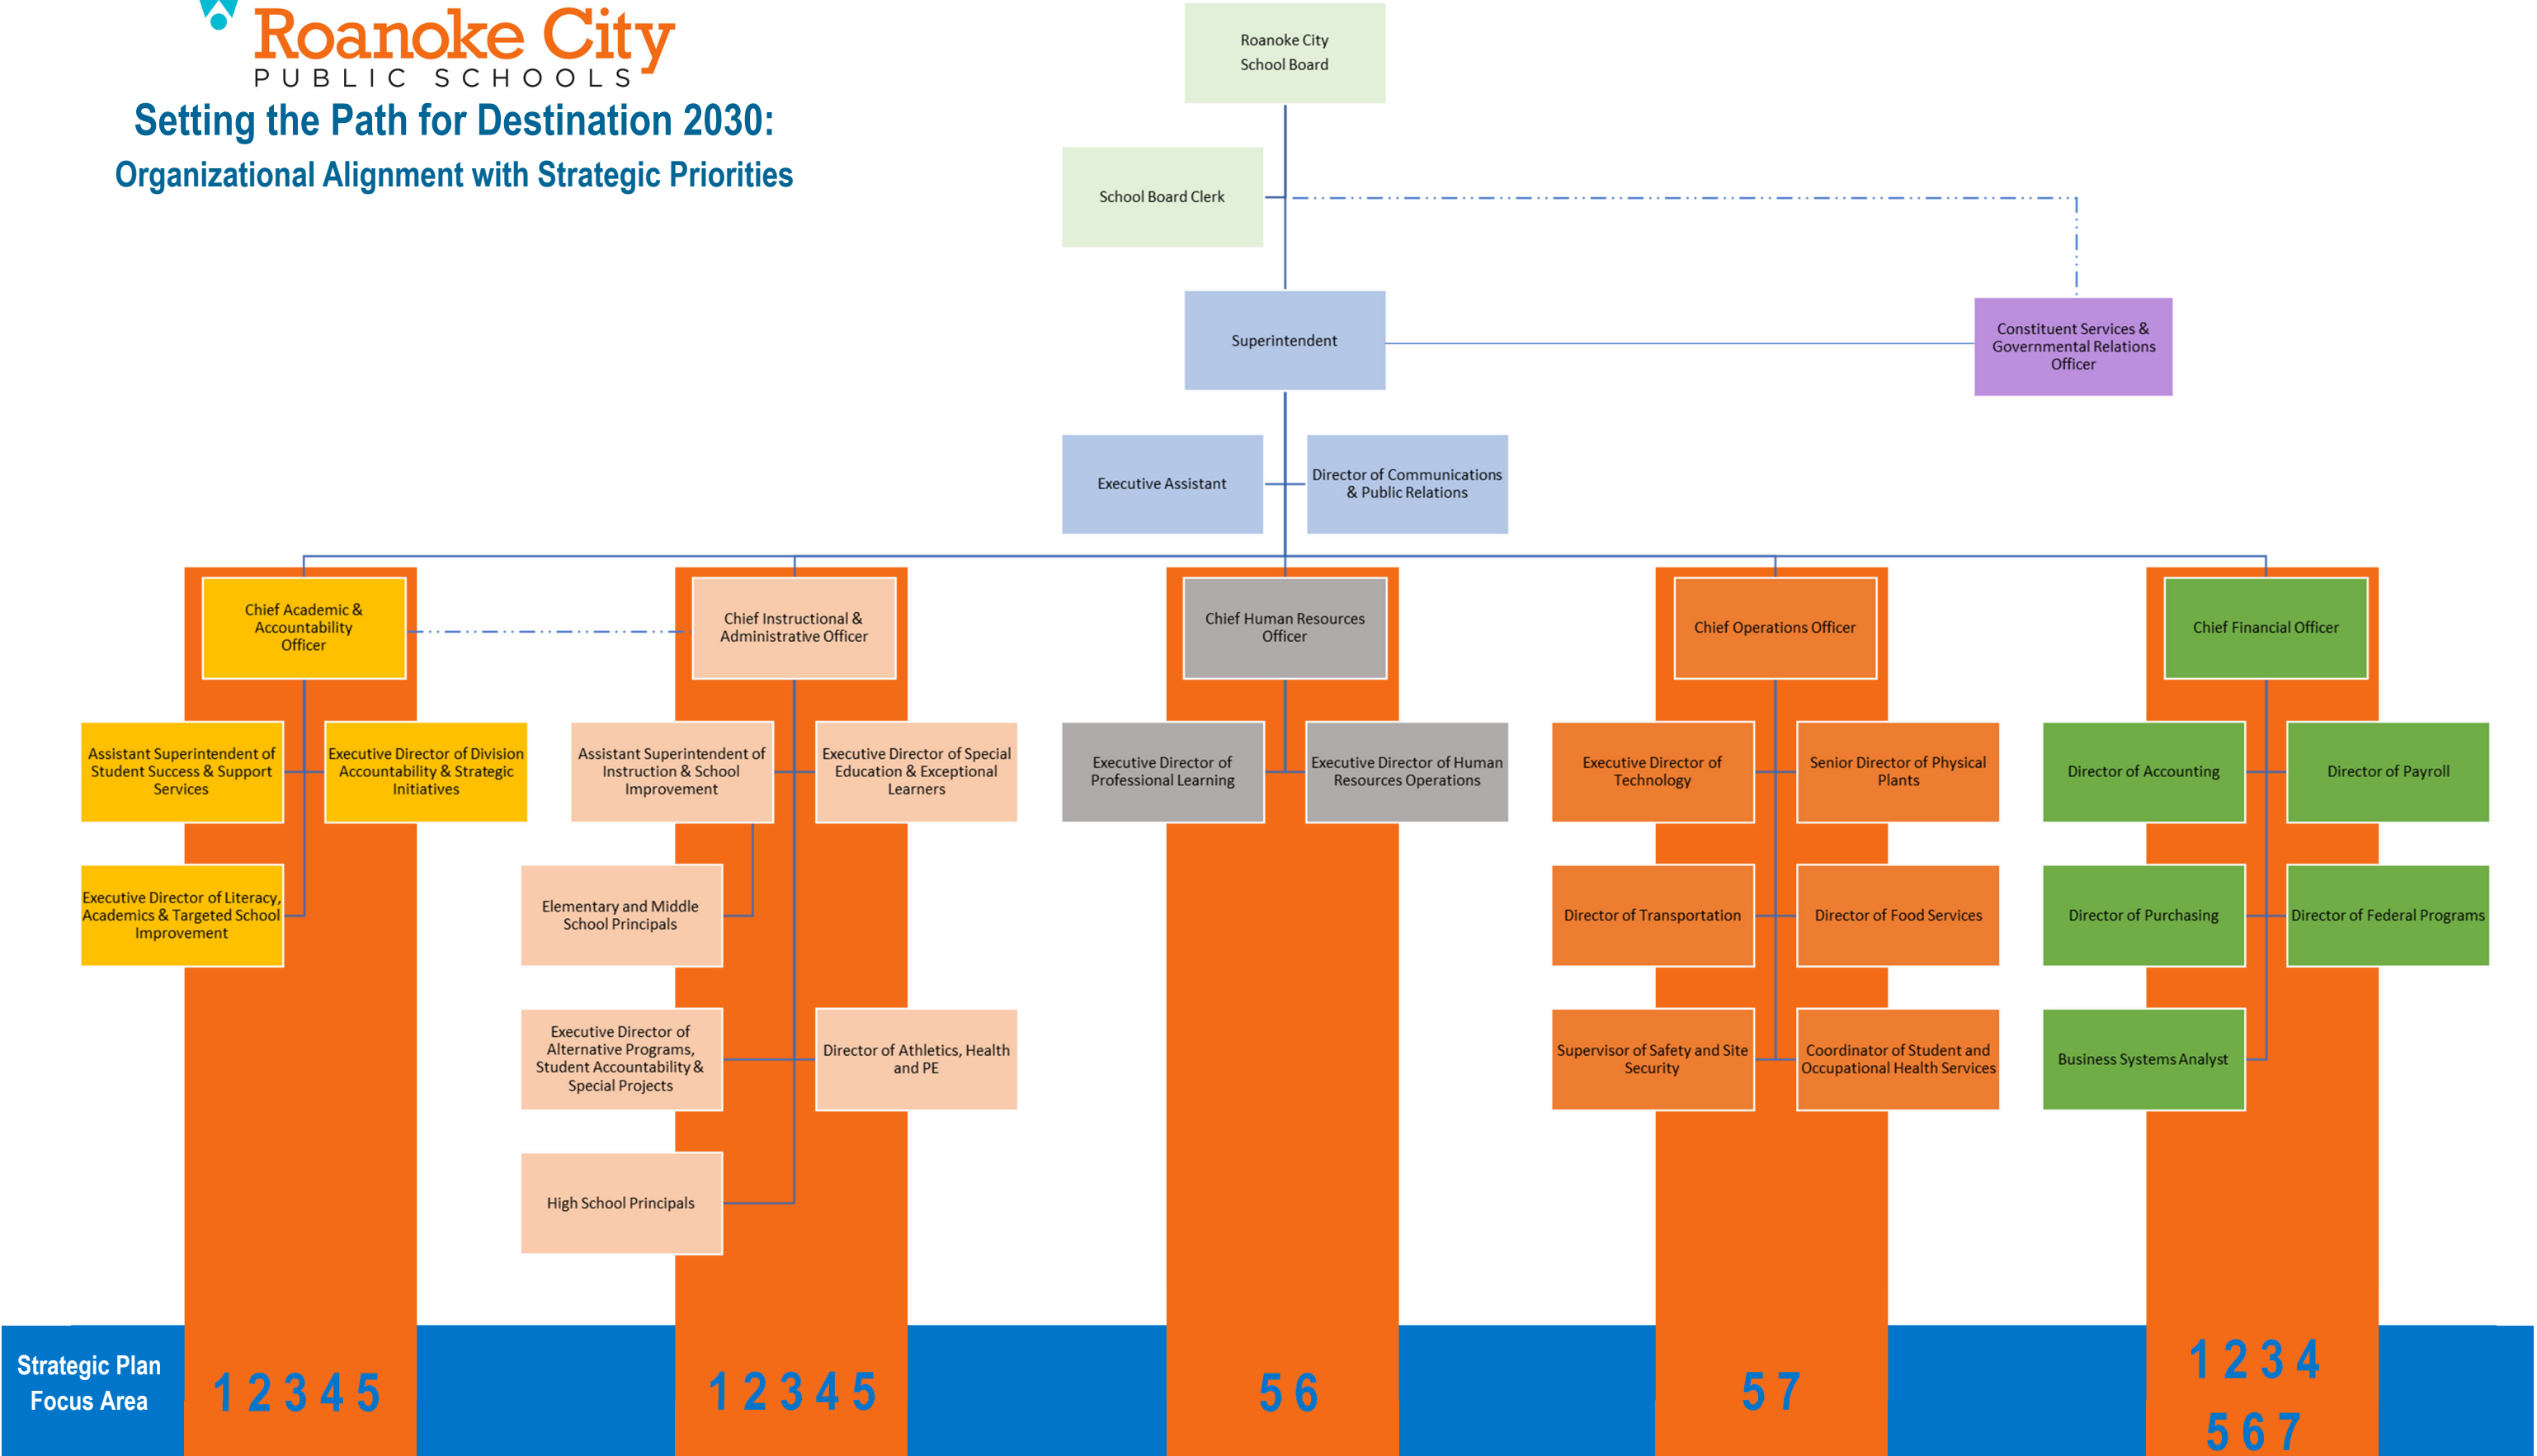 Roanoke City
PUBLIC SCHOOLS
Setting the Path for Destination 2030:
Organizational Alignment with Strategic Priorities
Roanoke City
School Board
School Board Clerk
Superintendent
Constituent Services &
Governmental Relations
Officer
Executive Assistant
Director of Communications
& Public Relations
Chief Academic &
Accountability
Officer
Chief Instructional &
Administrative Officer
Chief Human Resources
Officer
Chief Operations Officer
Chief Financial Officer
Assistant Superintendent of
Student Success & Support
Services
Executive Director of Division
Accountability & Strategic
Initiatives
Assistant Superintendent of
Instruction & School
Improvement
Executive Director of Special
Education & Exceptional
Learners
Executive Director of
Professional Learning
Executive Director of Human
Resources Operations
Executive Director of
Technology
Senior Director of Physical
Plants
Director of Accounting
Director of Payroll
Executive Director of Literacy,
Academics & Targeted School
Improvement
Elementary and Middle
School Principals
Director of Transportation
Director of Food Services
Director of Purchasing
Director of Federal Programs
Executive Director of
Alternative Programs,
Student Accountability &
Special Projects
Director of Athletics, Health
and PE
Supervisor of Safety and Site
Security
Coordinator of Student and
Occupational Health Services
Business Systems Analyst
High School Principals
Strategic Plan
Focus Area
1 2 3 4 5
1 2 3 4 5
5 6
5 7
1 2 3 4
5 6 7